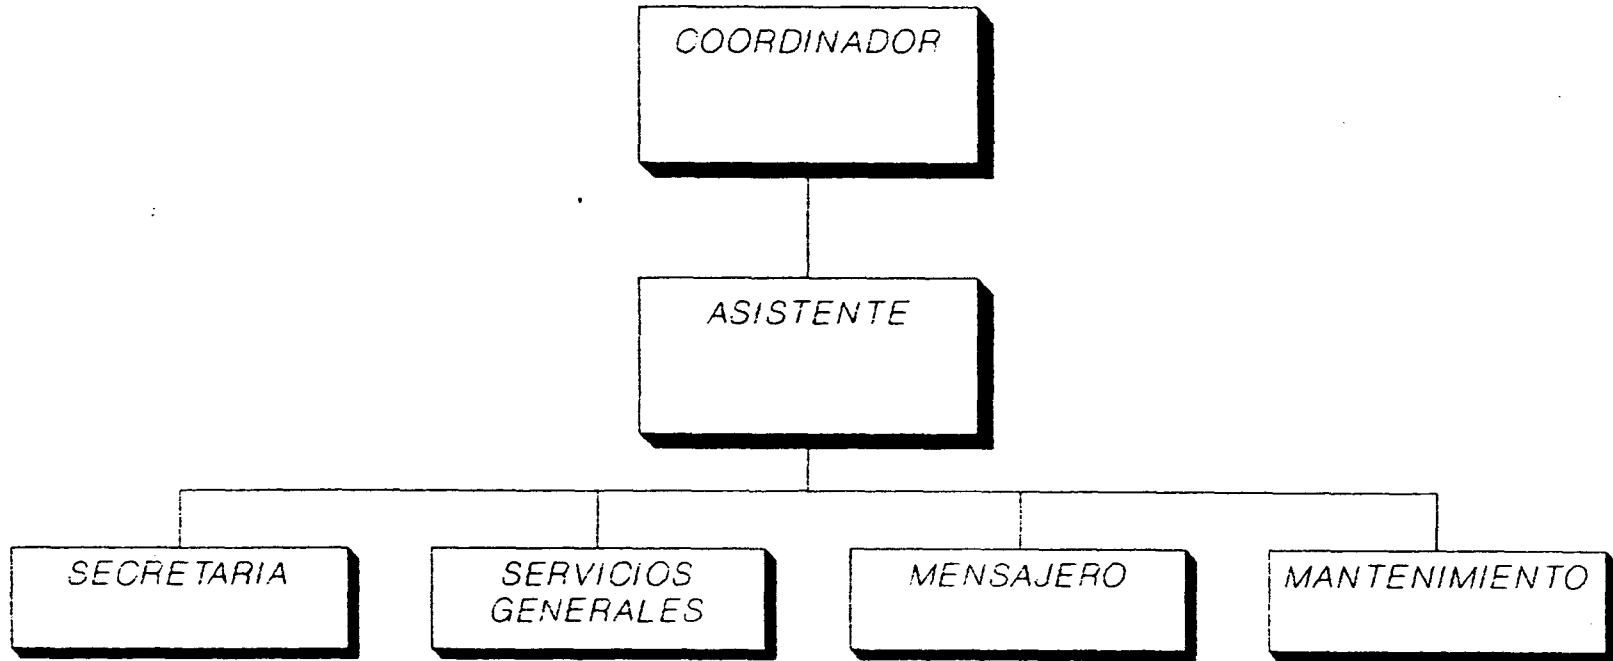 COORDINADOR
ASISTENTE
SECRETARIA
SERVICIOS
GENERALES
MENSAJERO
MANTENIMIENTO